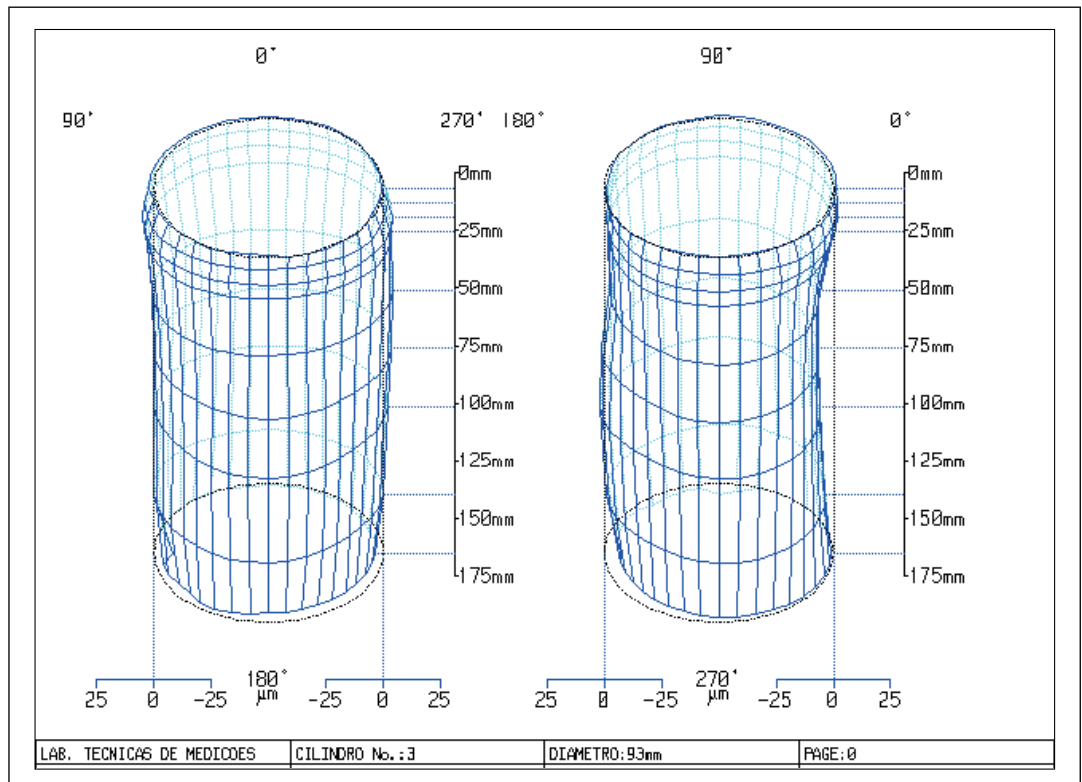 0° 90°
90° 270° 180° 0°
0mm 0mm
25mm 25mm
50mm 50mm
75mm 75mm
100mm 100mm
125mm 125mm
150mm 150mm
175mm 175mm
180° 270°
µm µm
25 0 -25 -25 0 25 25 0 -25 -25 0 25
LAB. TECNICAS DE MEDICOES CILINDRO No.:3 DIAMETRO:93mm PAGE:0